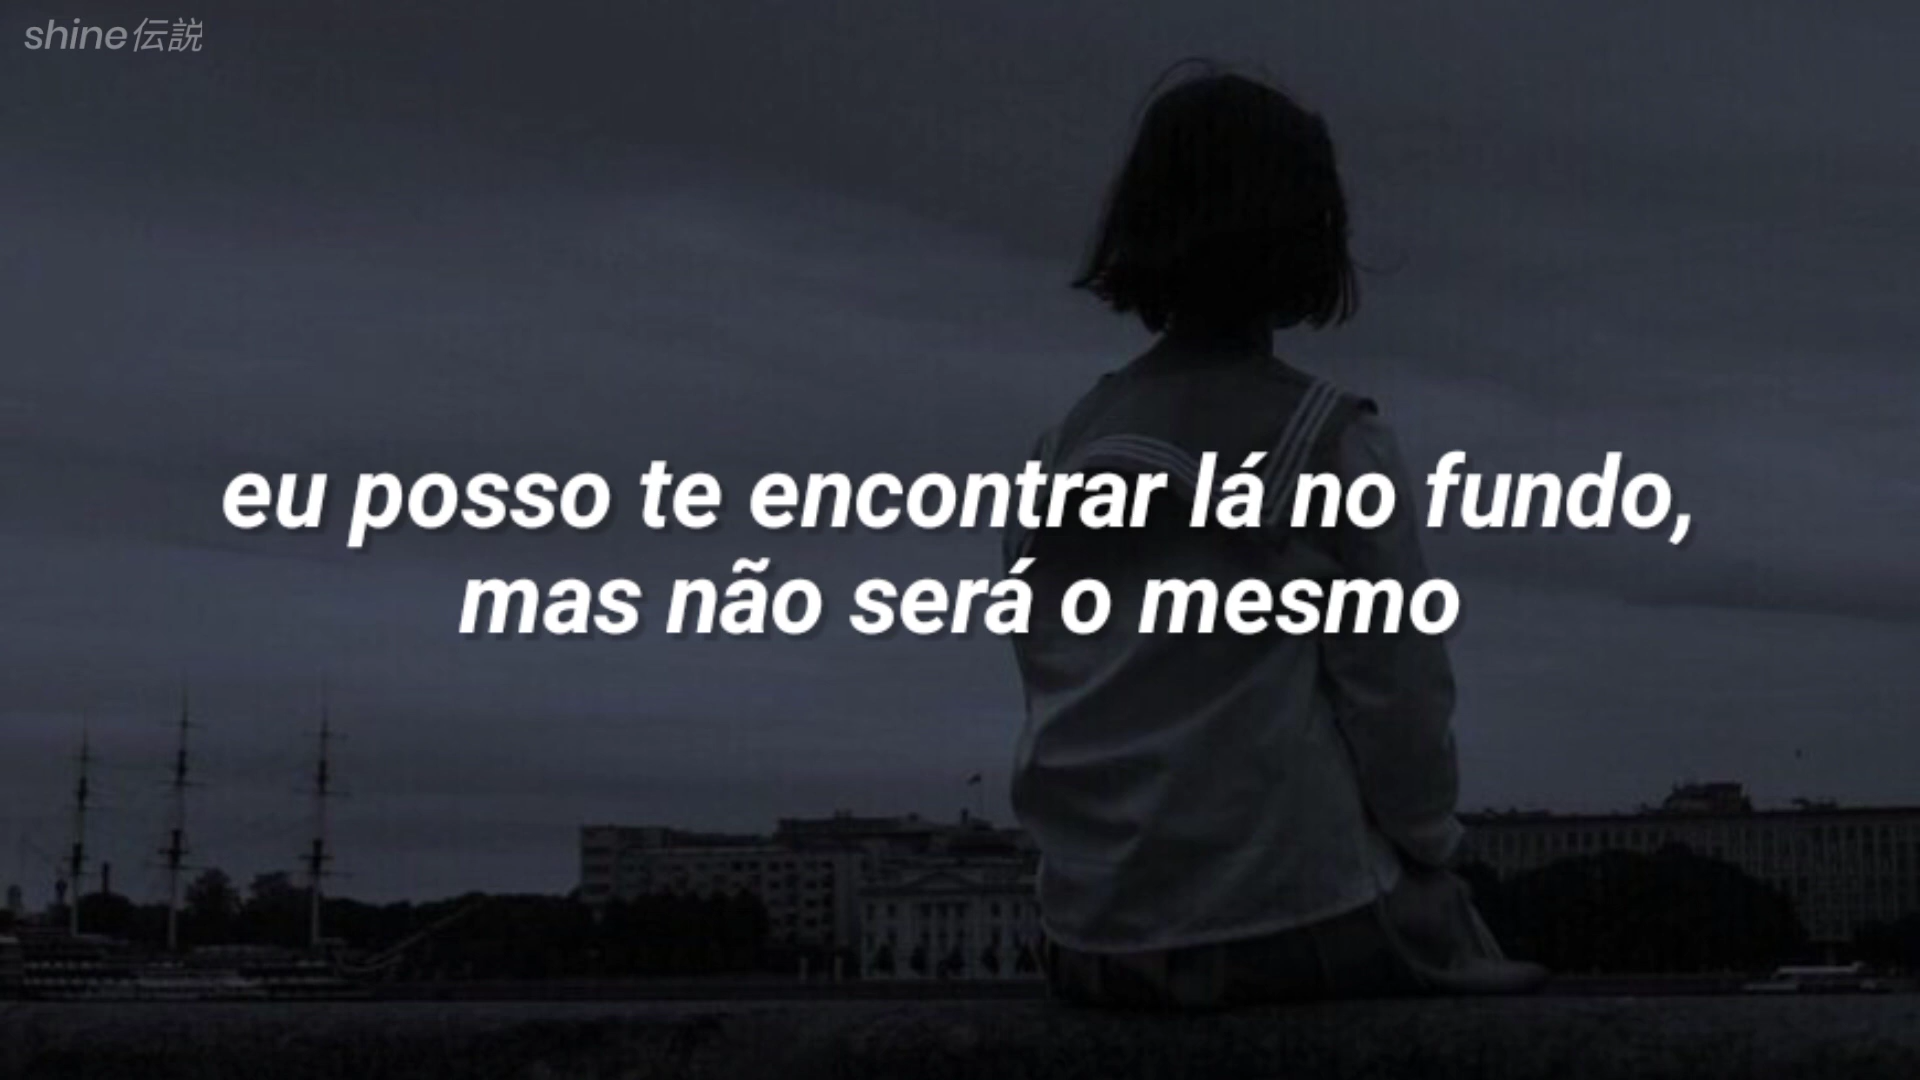 shine伝説
eu posso te encontrar lá no fundo,
mas não será o mesmo